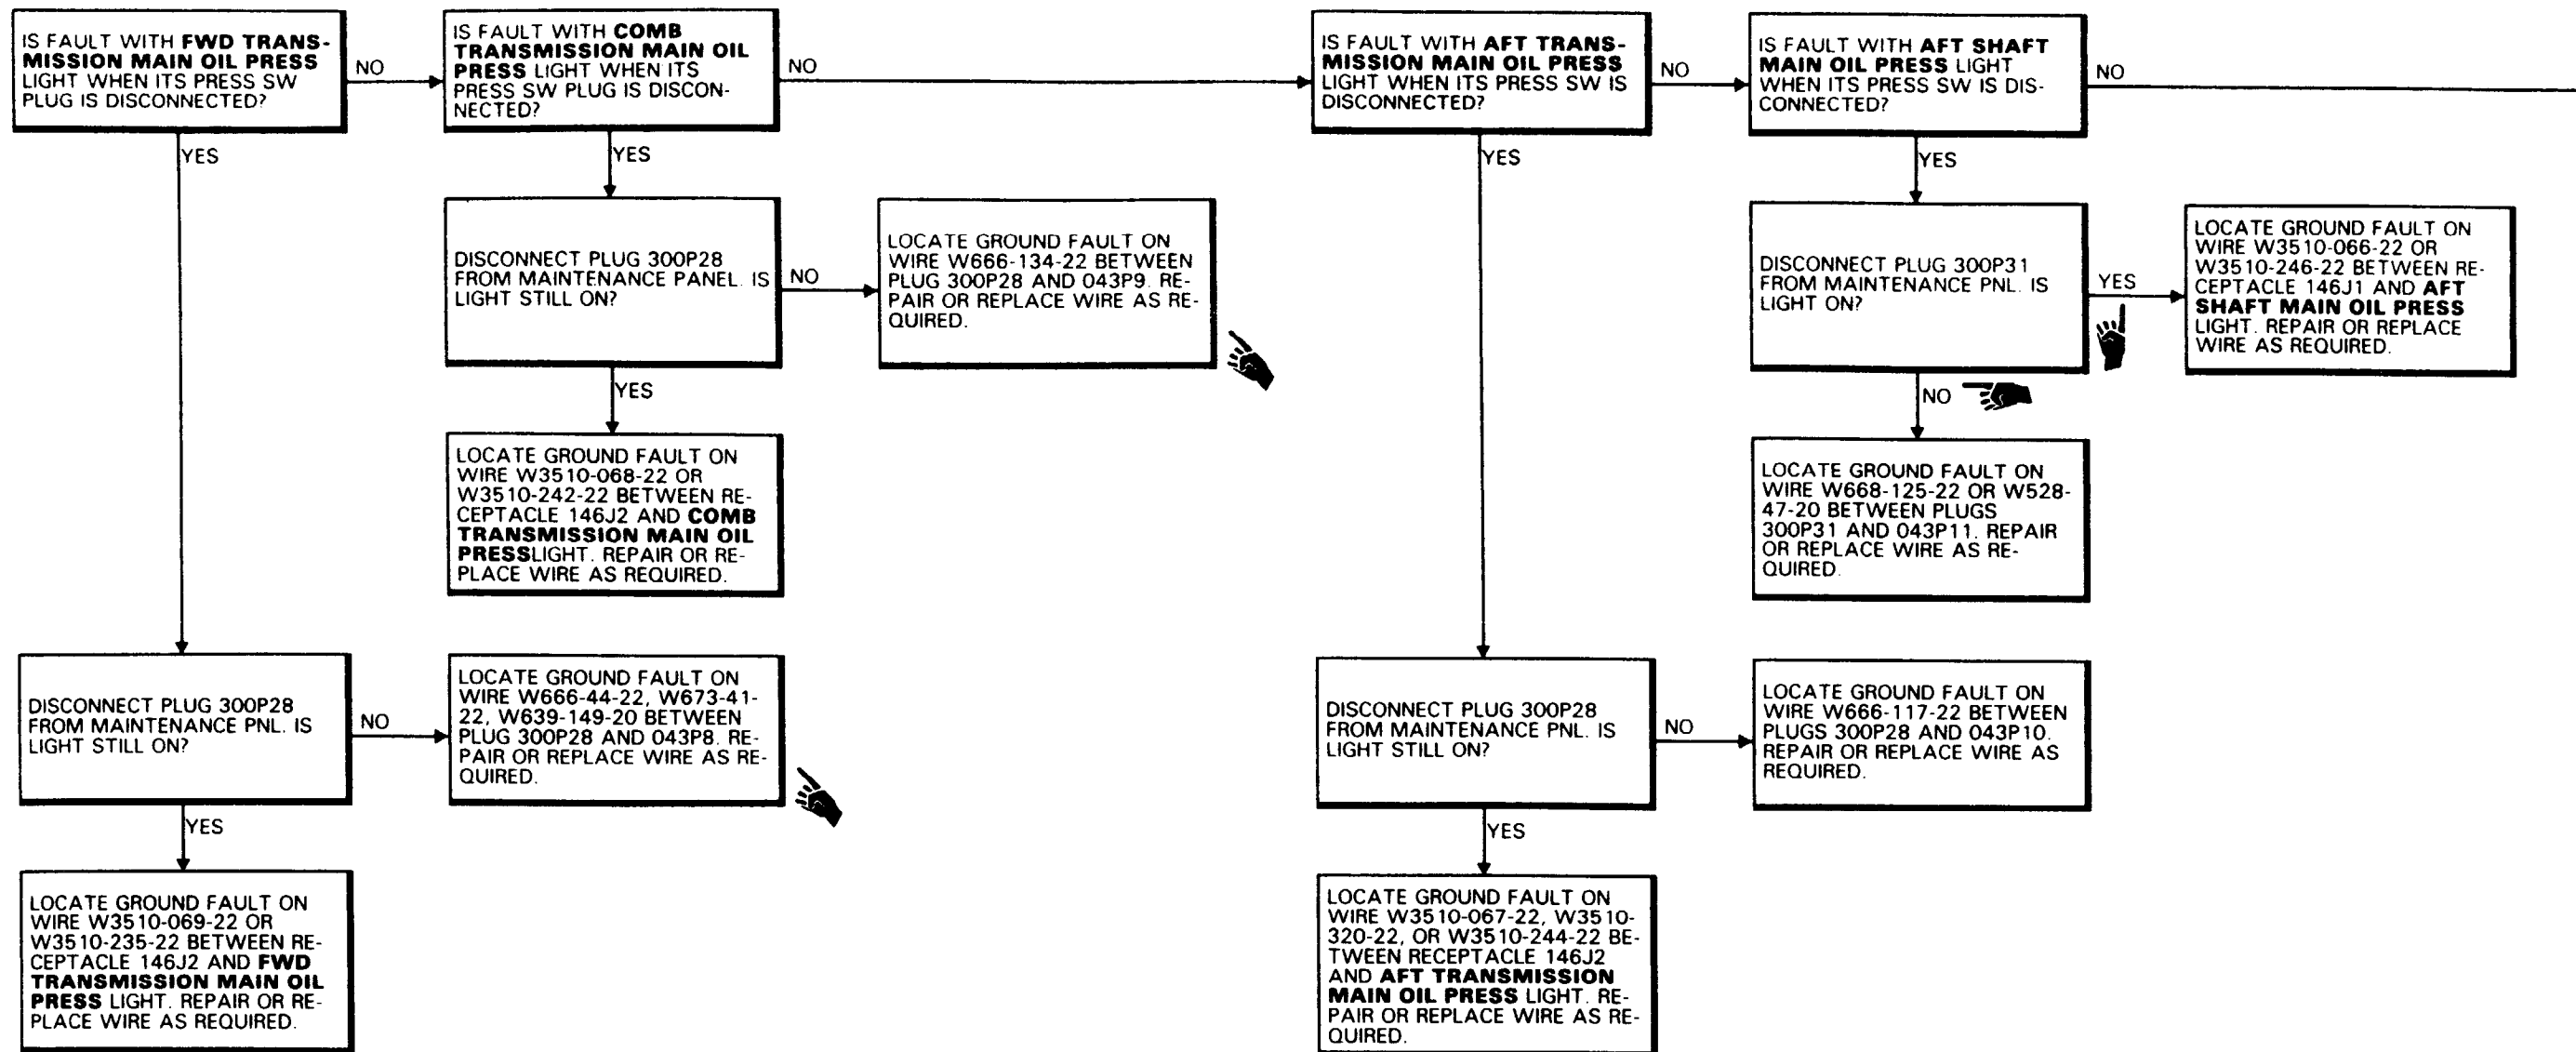 IS FAULT WITH FWD TRANS-
MISSION MAIN OIL PRESS
LIGHT WHEN ITS PRESS SW
PLUG IS DISCONNECTED?
NO
YES
IS FAULT WITH COMB
TRANSMISSION MAIN OIL
PRESS LIGHT WHEN ITS
PRESS SW PLUG IS DISCON-
NECTED?
NO
YES
IS FAULT WITH AFT TRANS-
MISSION MAIN OIL PRESS
LIGHT WHEN ITS PRESS SW IS
DISCONNECTED?
NO
YES
IS FAULT WITH AFT SHAFT
MAIN OIL PRESS LIGHT
WHEN ITS PRESS SW IS DIS-
CONNECTED?
NO
YES
DISCONNECT PLUG 300P28
FROM MAINTENANCE PANEL. IS
LIGHT STILL ON?
NO
YES
LOCATE GROUND FAULT ON
WIRE W666-134-22 BETWEEN
PLUG 300P28 AND 043P9. RE-
PAIR OR REPLACE WIRE AS RE-
QUIRED.
DISCONNECT PLUG 300P31
FROM MAINTENANCE PNL. IS
LIGHT ON?
YES
NO
LOCATE GROUND FAULT ON
WIRE W3510-066-22 OR
W3510-246-22 BETWEEN RE-
CEPTACLE 146J1 AND AFT
SHAFT MAIN OIL PRESS
LIGHT. REPAIR OR REPLACE
WIRE AS REQUIRED.
LOCATE GROUND FAULT ON
WIRE W3510-068-22 OR
W3510-242-22 BETWEEN RE-
CEPTACLE 146J2 AND COMB
TRANSMISSION MAIN OIL
PRESSLIGHT. REPAIR OR RE-
PLACE WIRE AS REQUIRED.
LOCATE GROUND FAULT ON
WIRE W668-125-22 OR W528-
47-20 BETWEEN PLUGS
300P31 AND 043P11. REPAIR
OR REPLACE WIRE AS RE-
QUIRED.
DISCONNECT PLUG 300P28
FROM MAINTENANCE PNL. IS
LIGHT STILL ON?
NO
YES
LOCATE GROUND FAULT ON
WIRE W666-44-22, W673-41-
22, W639-149-20 BETWEEN
PLUG 300P28 AND 043P8. RE-
PAIR OR REPLACE WIRE AS RE-
QUIRED.
DISCONNECT PLUG 300P28
FROM MAINTENANCE PNL. IS
LIGHT STILL ON?
NO
YES
LOCATE GROUND FAULT ON
WIRE W666-117-22 BETWEEN
PLUGS 300P28 AND 043P10.
REPAIR OR REPLACE WIRE AS
REQUIRED.
LOCATE GROUND FAULT ON
WIRE W3510-069-22 OR
W3510-235-22 BETWEEN RE-
CEPTACLE 146J2 AND FWD
TRANSMISSION MAIN OIL
PRESS LIGHT. REPAIR OR RE-
PLACE WIRE AS REQUIRED.
LOCATE GROUND FAULT ON
WIRE W3510-067-22, W3510-
320-22, OR W3510-244-22 BE-
TWEEN RECEPTACLE 146J2
AND AFT TRANSMISSION
MAIN OIL PRESS LIGHT. RE-
PAIR OR REPLACE WIRE AS RE-
QUIRED.